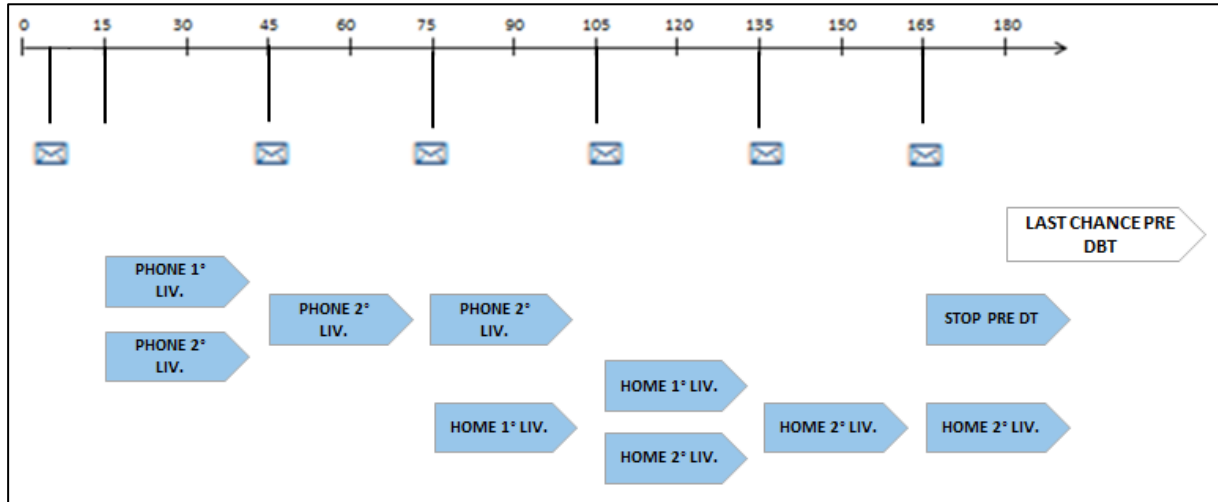 0 15 30 45 60 75 90 105 120 135 150 165 180
LAST CHANCE PRE
DBT
PHONE 1° 
LIV.
PHONE 2° 
LIV.
PHONE 2° 
LIV.
STOP PRE DT
PHONE 2° 
LIV.
HOME 1° LIV.
HOME 1° LIV.
HOME 2° LIV.
HOME 2° LIV.
HOME 2° LIV.